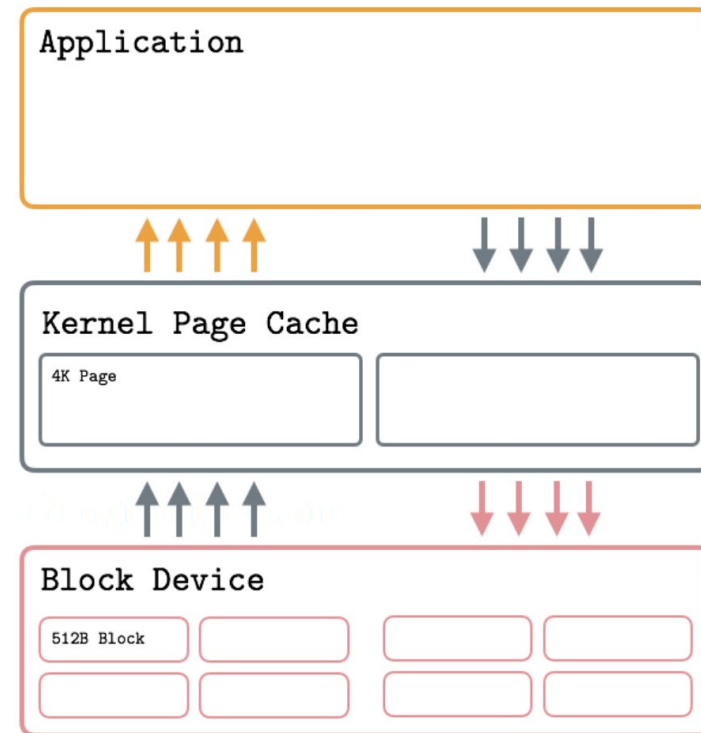 Application
Kernel Page Cache
4K Page
Block Device
512B Block